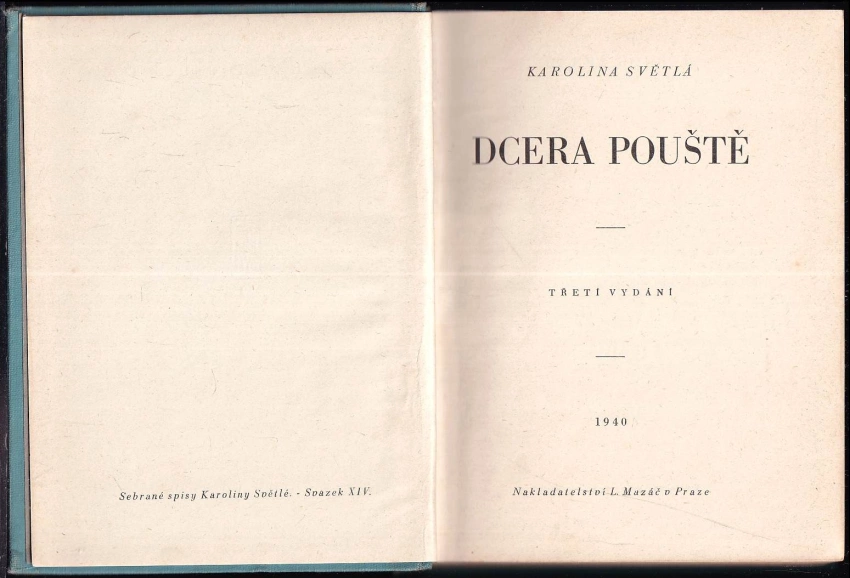 Sebrané spisy Karoliny Světlé. - Svazek XIV.
KAROLINA SVĚTLÁ
DCERA POUŠTĚ
TŘETÍ VYDÁNÍ
1940
Nakladatelství L. Mazáč v Praze